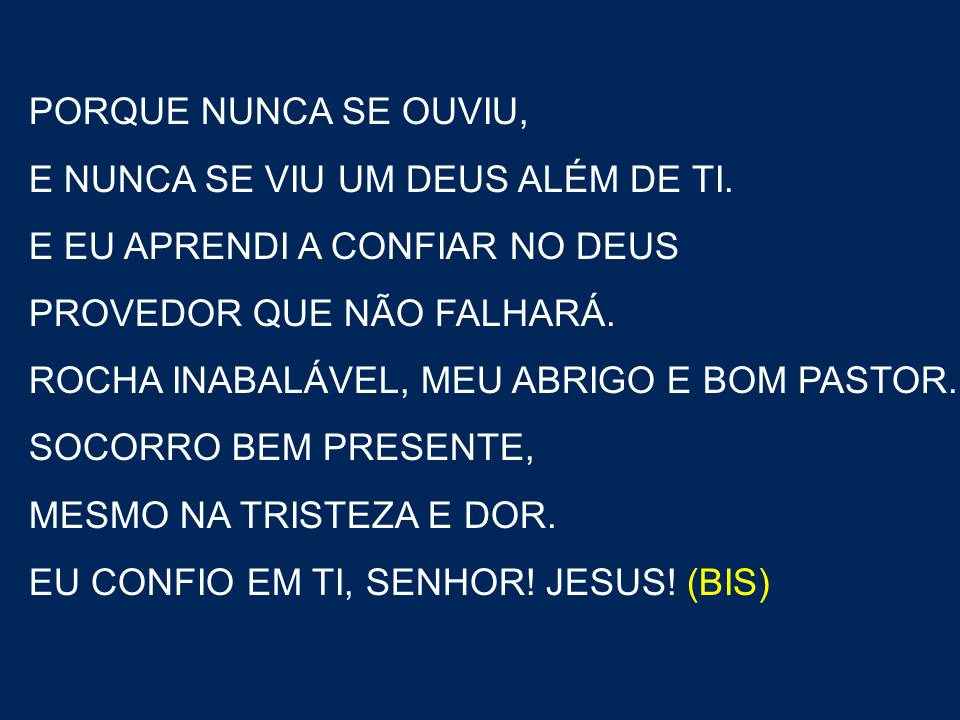 PORQUE NUNCA SE OUVIU,
E NUNCA SE VIU UM DEUS ALÉM DE TI.
E EU APRENDI A CONFIAR NO DEUS
PROVEDOR QUE NÃO FALHARÁ.
ROCHA INABALÁVEL, MEU ABRIGO E BOM PASTOR.
SOCORRO BEM PRESENTE,
MESMO NA TRISTEZA E DOR.
EU CONFIO EM TI, SENHOR! JESUS! (BIS)